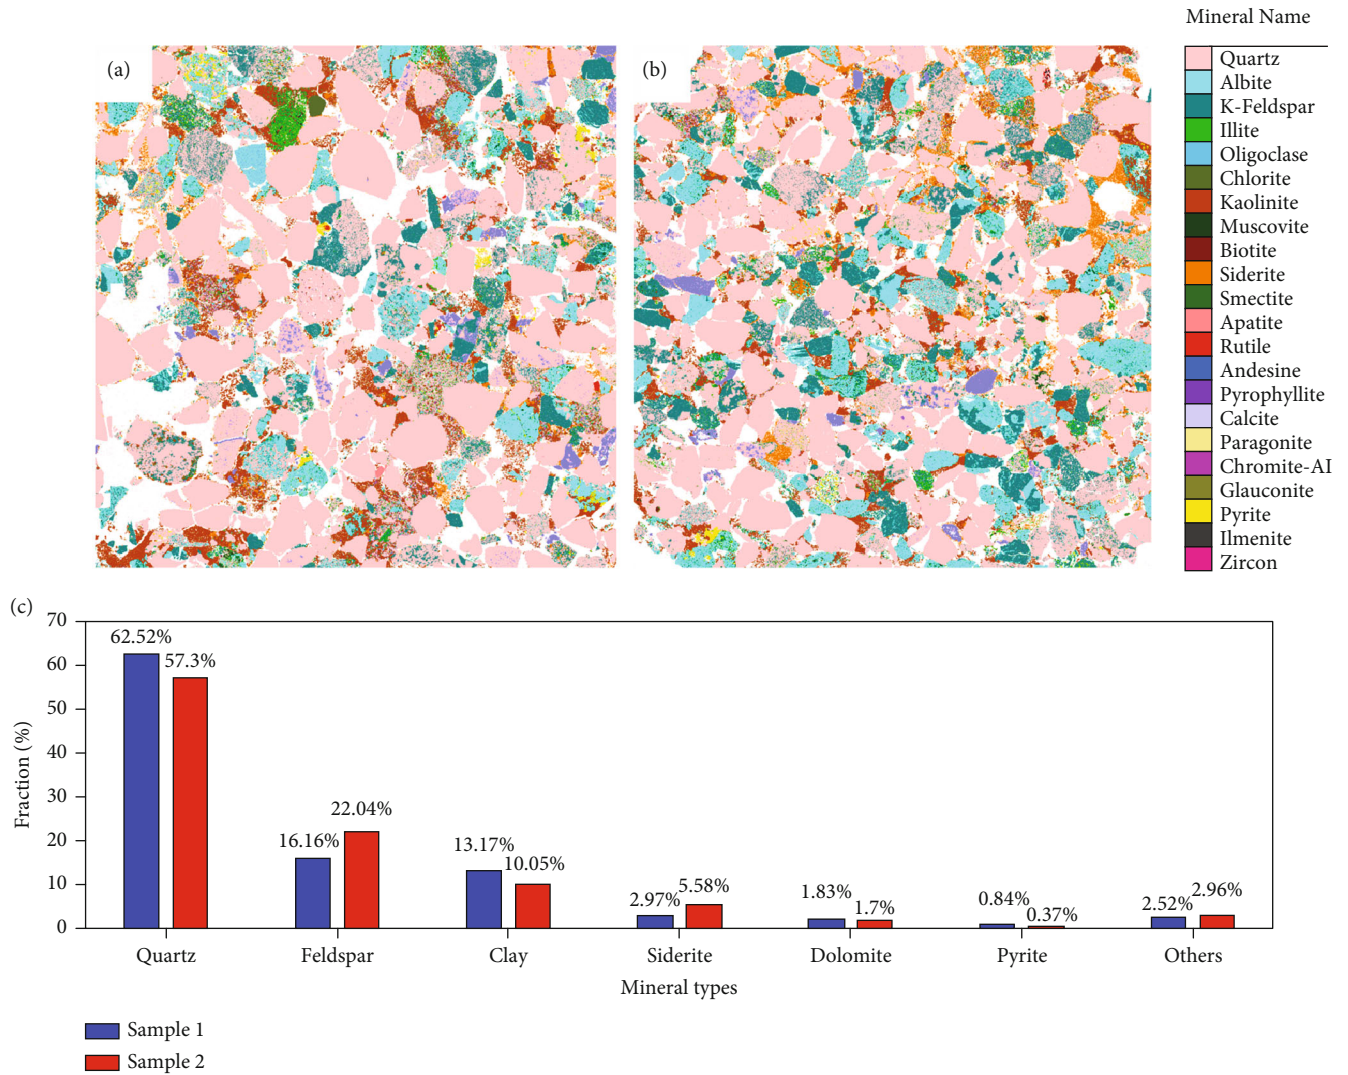 Mineral Name
(a)
(b)
Quartz
Albite
K-Feldspar
Illite
Oligoclase
Chlorite
Kaolinite
Muscovite
Biotite
Siderite
Smectite
Apatite
Rutile
Andesine
Pyrophyllite
Calcite
Paragonite
Chromite-AI
Glauconite
Pyrite
Ilmenite
Zircon
(c)
70
60
50
40
30
20
10
0
Fraction (%)
62.52%
57.3%
16.16%
22.04%
13.17%
10.05%
2.97%
5.58%
1.83%
1.7%
0.84%
0.37%
2.52%
2.96%
Quartz
Feldspar
Clay
Siderite
Dolomite
Pyrite
Others
Mineral types
Sample 1
Sample 2